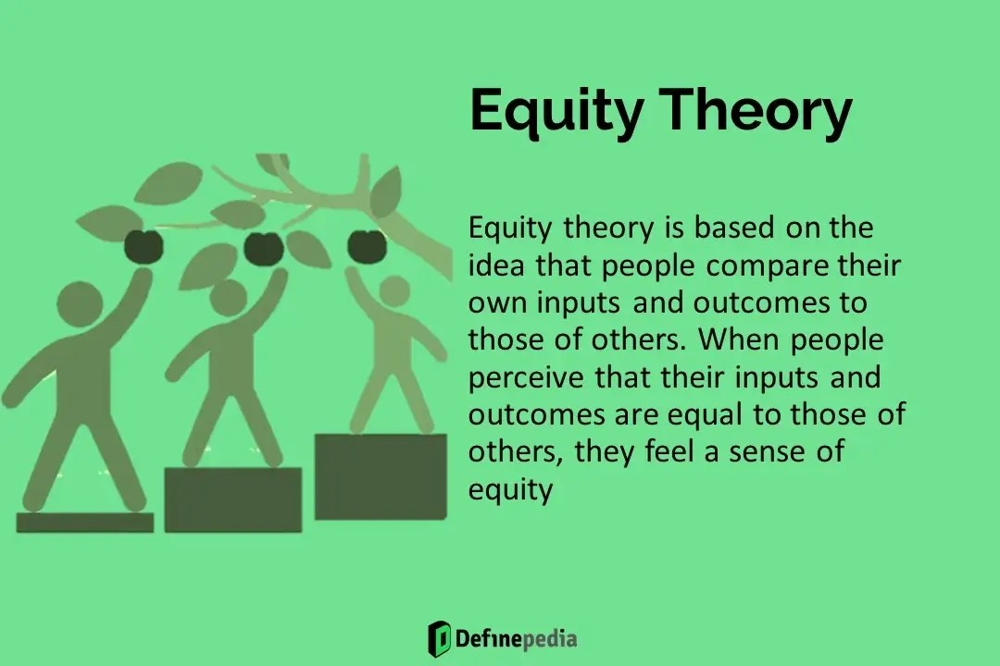 Equity Theory
Equity theory is based on the
idea that people compare their
own inputs and outcomes to
those of others. When people
perceive that their inputs and
outcomes are equal to those of
others, they feel a sense of
equity
Definepedia